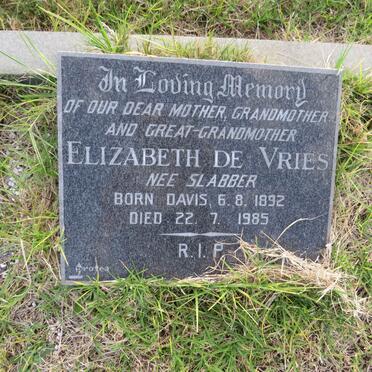 In Loving Memory
OF OUR DEAR MOTHER, GRANDMOTHER
AND GREAT-GRANDMOTHER
ELIZABETH DE VRIES
NEE SLABBER
BORN DAVIS, 6. 8. 1892
DIED 22. 7. 1985
R.I.P.
Protea